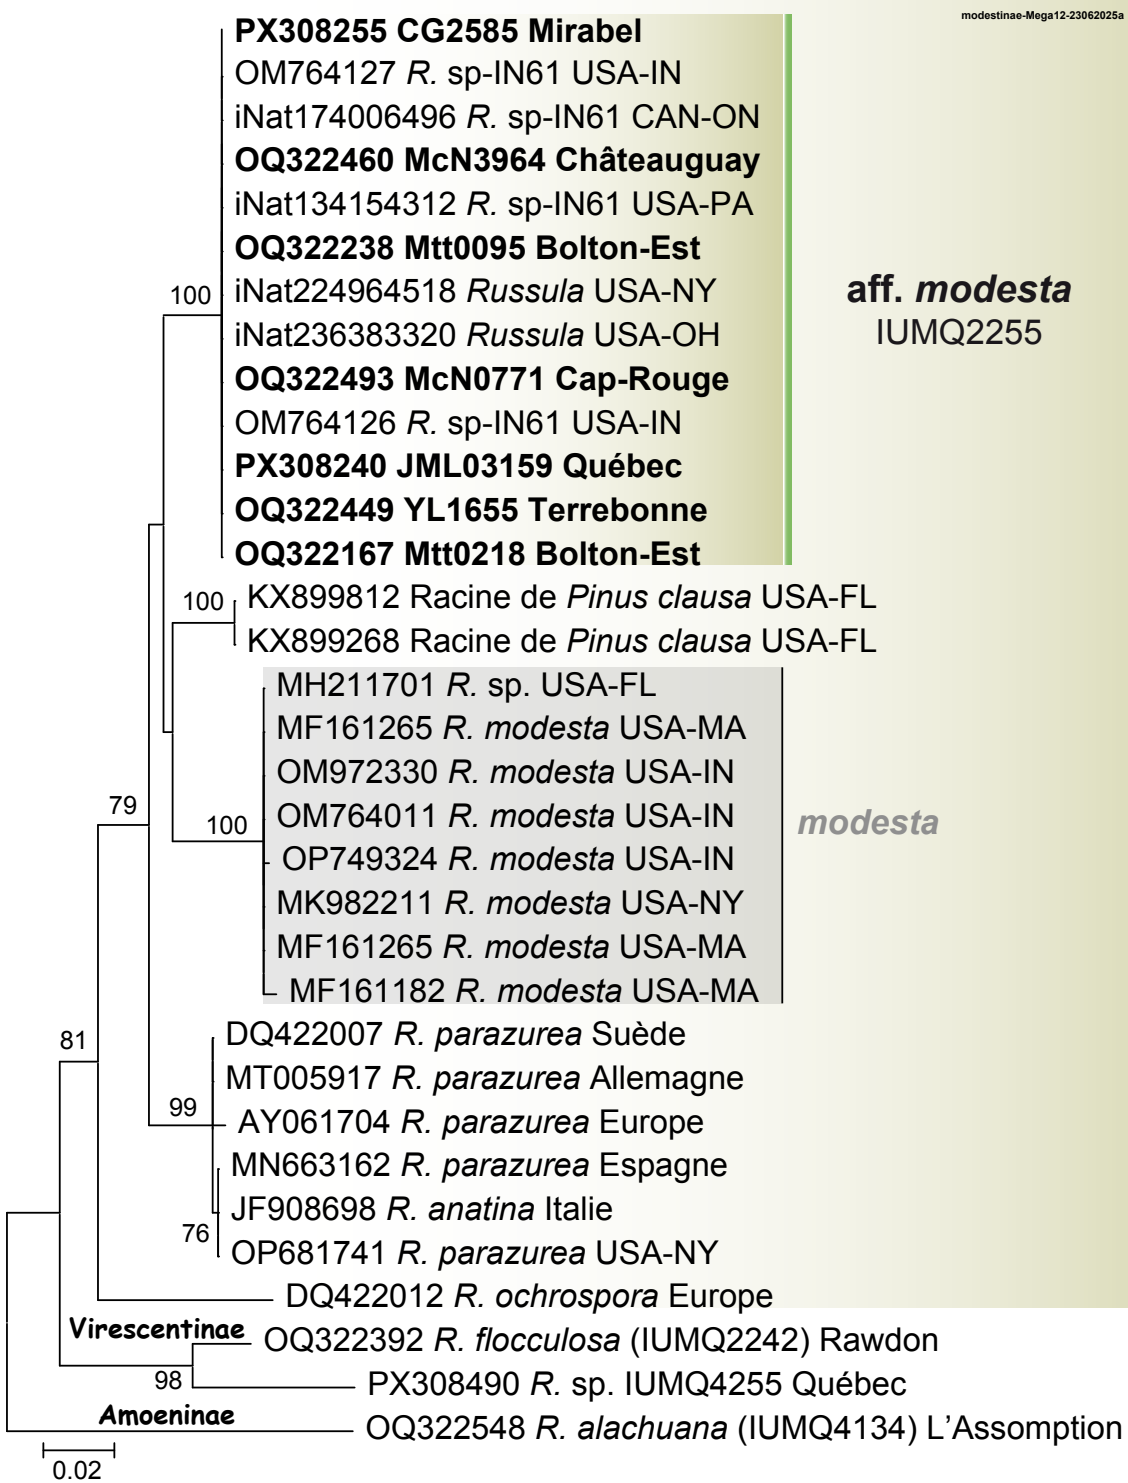 modestinae-Mega12-23062025a
PX308255 CG2585 Mirabel
OM764127 R. sp-IN61 USA-IN
iNat174006496 R. sp-IN61 CAN-ON
OQ322460 McN3964 Châteauguay
iNat134154312 R. sp-IN61 USA-PA
OQ322238 Mtt0095 Bolton-Est
100
iNat224964518 Russula USA-NY
aff. modesta
IUMQ2255
iNat236383320 Russula USA-OH
OQ322493 McN0771 Cap-Rouge
OM764126 R. sp-IN61 USA-IN
PX308240 JML03159 Québec
OQ322449 YL1655 Terrebonne
OQ322167 Mtt0218 Bolton-Est
100
KX899812 Racine de Pinus clausa USA-FL
KX899268 Racine de Pinus clausa USA-FL
MH211701 R. sp. USA-FL
MF161265 R. modesta USA-MA
OM972330 R. modesta USA-IN
79
100
OM764011 R. modesta USA-IN
modesta
OP749324 R. modesta USA-IN
MK982211 R. modesta USA-NY
MF161265 R. modesta USA-MA
MF161182 R. modesta USA-MA
81
DQ422007 R. parazurea Suède
MT005917 R. parazurea Allemagne
99
AY061704 R. parazurea Europe
MN663162 R. parazurea Espagne
JF908698 R. anatina Italie
76
OP681741 R. parazurea USA-NY
DQ422012 R. ochrospora Europe
Virescentinae
OQ322392 R. flocculosa (IUMQ2242) Rawdon
98
PX308490 R. sp. IUMQ4255 Québec
Amoeninae
OQ322548 R. alachuana (IUMQ4134) L'Assomption
0.02